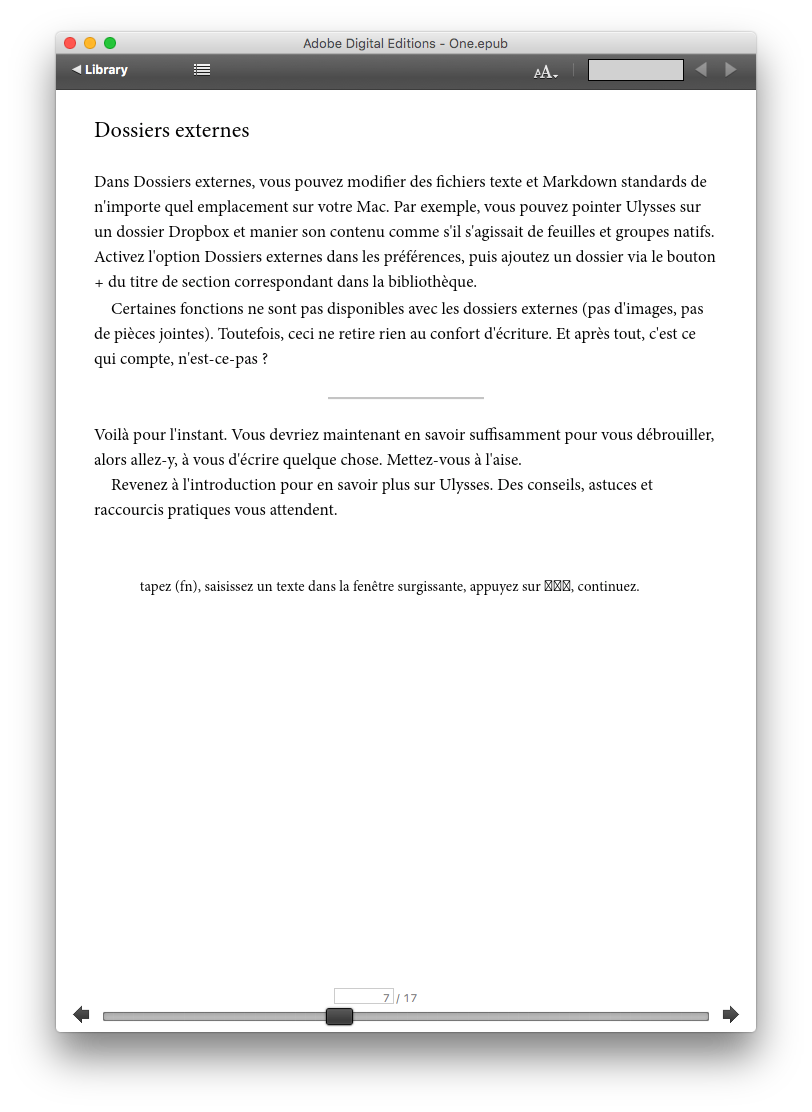 Adobe Digital Editions - One.epub
Library
AA
Dossiers externes
Dans Dossiers externes, vous pouvez modifier des fichiers texte et Markdown standards de
n'importe quel emplacement sur votre Mac. Par exemple, vous pouvez pointer Ulysses sur
un dossier Dropbox et manier son contenu comme s'il s'agissait de feuilles et groupes natifs.
Activez l'option Dossiers externes dans les préférences, puis ajoutez un dossier via le bouton
+ du titre de section correspondant dans la bibliothèque.
Certaines fonctions ne sont pas disponibles avec les dossiers externes (pas d'images, pas
de pièces jointes). Toutefois, ceci ne retire rien au confort d'écriture. Et après tout, c'est ce
qui compte, n'est-ce-pas ?
Voilà pour l'instant. Vous devriez maintenant en savoir suffisamment pour vous débrouiller,
alors allez-y, à vous d'écrire quelque chose. Mettez-vous à l'aise.
Revenez à l'introduction pour en savoir plus sur Ulysses. Des conseils, astuces et
raccourcis pratiques vous attendent.
tapez (fn), saisissez un texte dans la fenêtre surgissante, appuyez sur , continuez.
7 / 17